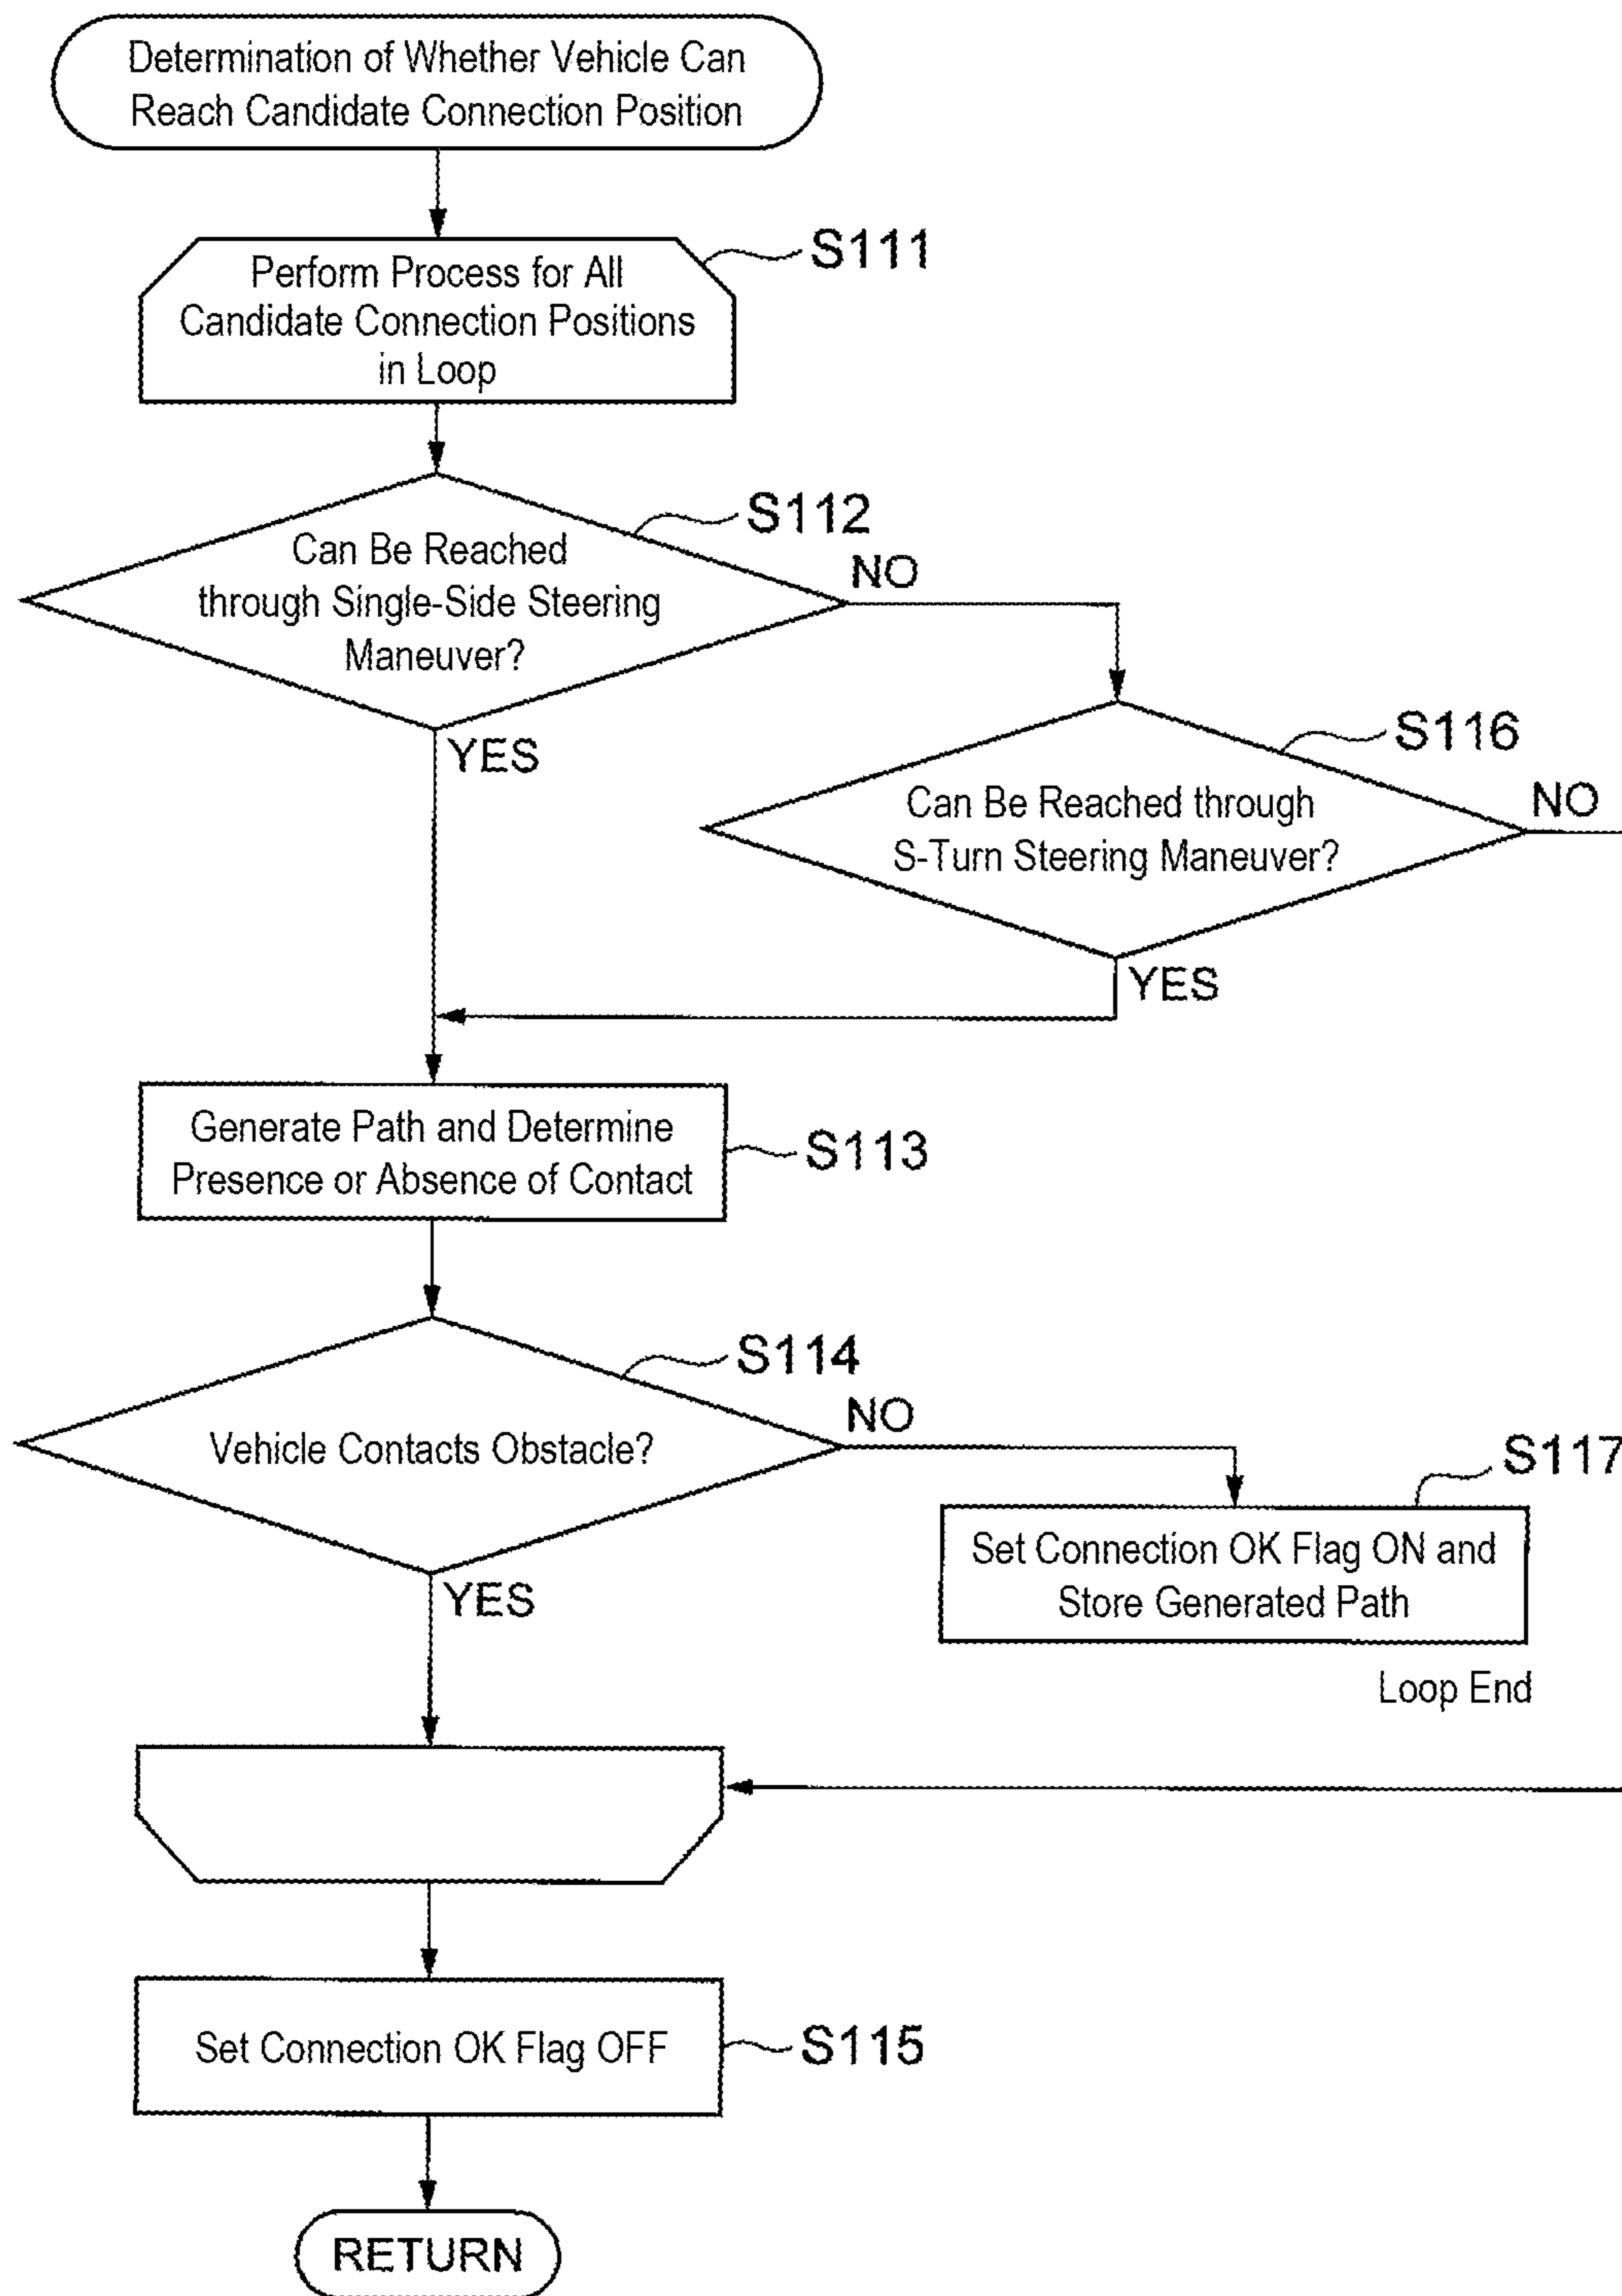 Determination of Whether Vehicle Can
Reach Candidate Connection Position
S111
Perform Process for All
Candidate Connection Positions
in Loop
S112
Can Be Reached
through Single-Side Steering
Maneuver?
NO
YES
S116
Can Be Reached through
S-Turn Steering Maneuver?
NO
YES
Generate Path and Determine
Presence or Absence of Contact
S113
S114
Vehicle Contacts Obstacle?
NO
YES
S117
Set Connection OK Flag ON and
Store Generated Path
Loop End
Set Connection OK Flag OFF
S115
RETURN